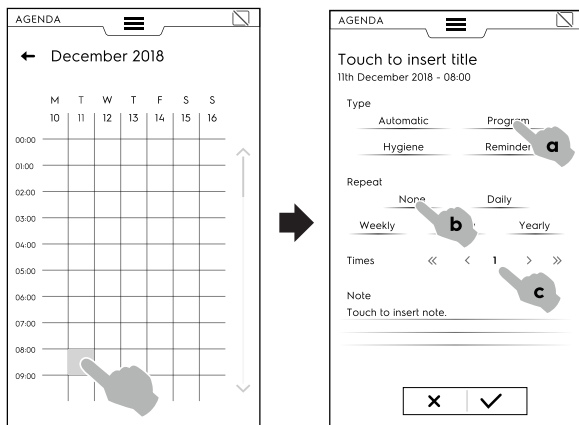 AGENDA
December 2018
M T W T F S S
10 11 12 13 14 15 16
00:00
01:00
02:00
03:00
04:00
05:00
06:00
07:00
08:00
09:00
AGENDA
Touch to insert title
11th December 2018 - 08:00
Type
Automatic
Hygiene Reminder
a
Repeat
None Daily
Weekly Yearly
b
Times « < 1 > »
c
Note
Touch to insert note.